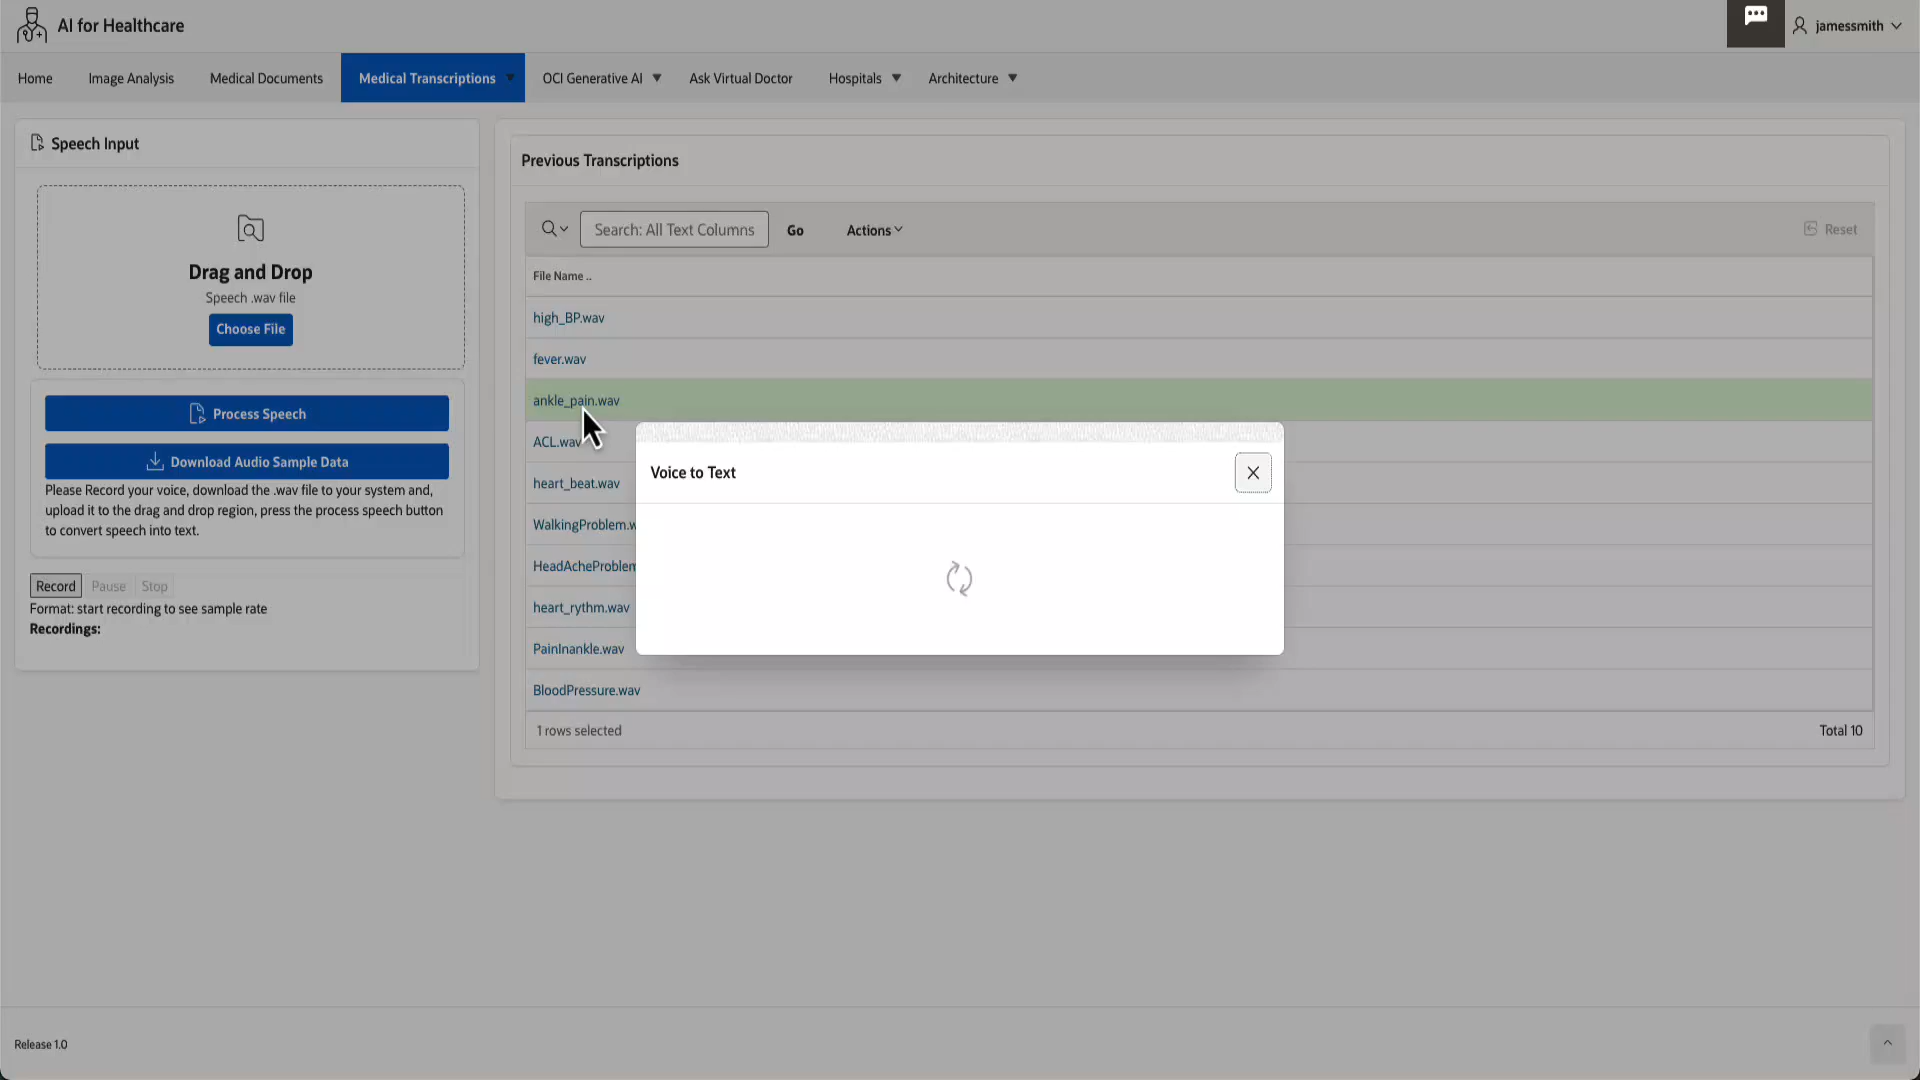 AI for Healthcare
jamessmith
Home
Image Analysis
Medical Documents
Medical Transcriptions
OCI Generative AI
Ask Virtual Doctor
Hospitals
Architecture
Speech Input
Drag and Drop
Speech .wav file
Choose File
Process Speech
Download Audio Sample Data
Please Record your voice, download the .wav file to your system and,
upload it to the drag and drop region, press the process speech button
to convert speech into text.
Record Pause Stop
Format: start recording to see sample rate
Recordings:
Previous Transcriptions
Search: All Text Columns
Go
Actions
Reset
File Name ..
high_BP.wav
fever.wav
ankle_pain.wav
ACL.wav
heart_beat.wav
WalkingProblem.w
HeadAcheProblem
heart_rythm.wav
PainInankle.wav
BloodPressure.wav
1 rows selected
Total 10
Voice to Text
Release 1.0